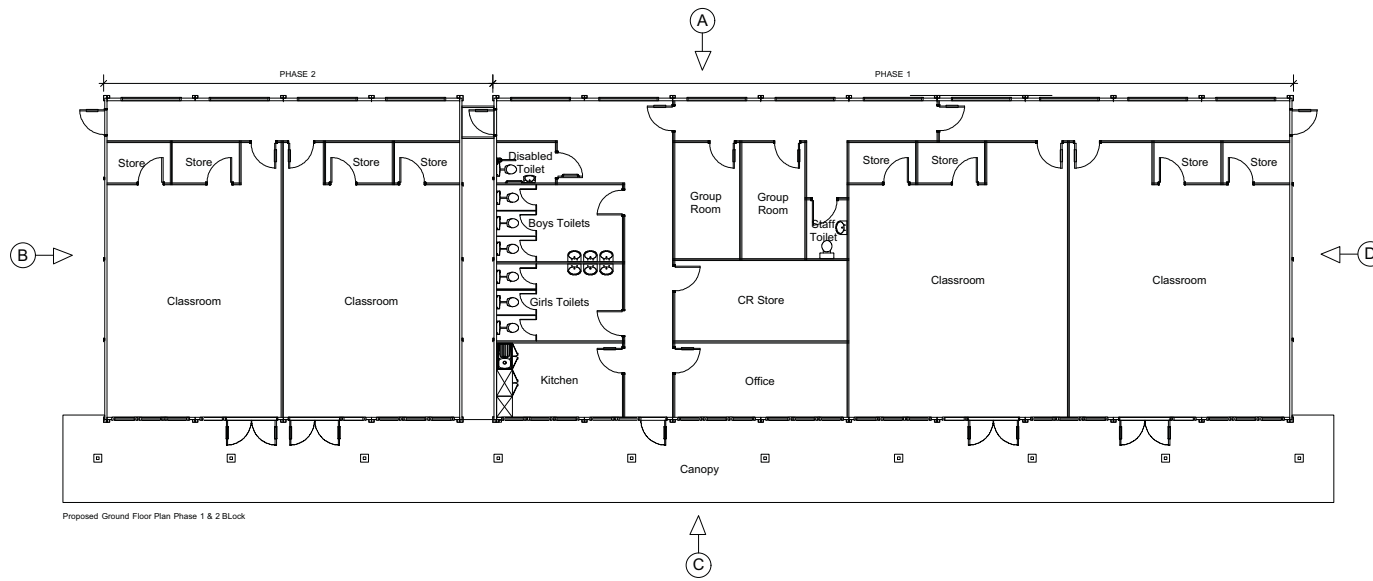 A
PHASE 2
PHASE 1
Store
Store
Store
Store
Disabled
Toilet
Store
Store
Store
Store
Group
Room
Group
Room
Boys Toilets
Staff
Toilet
B
D
Classroom
Classroom
Girls Toilets
CR Store
Classroom
Classroom
Kitchen
Office
Canopy
Proposed Ground Floor Plan Phase 1 & 2 BLock
C